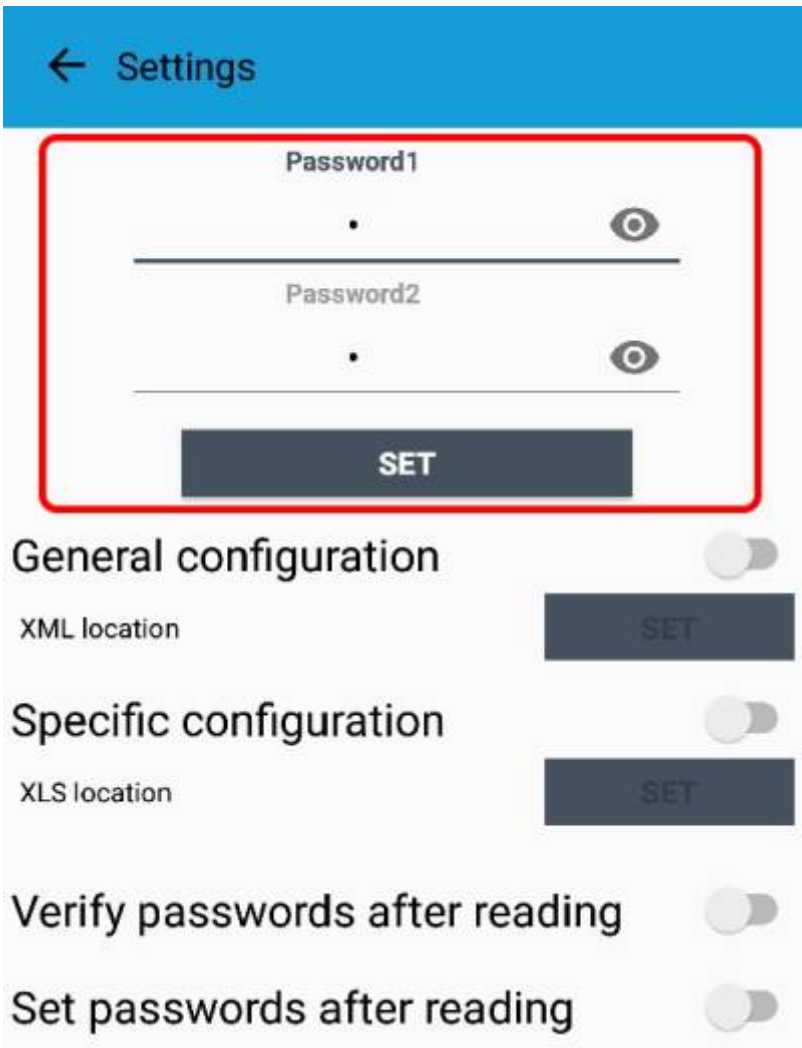 Settings
Password1
•
Password2
•
SET
General configuration
XML location
SET
Specific configuration
XLS location
SET
Verify passwords after reading
Set passwords after reading